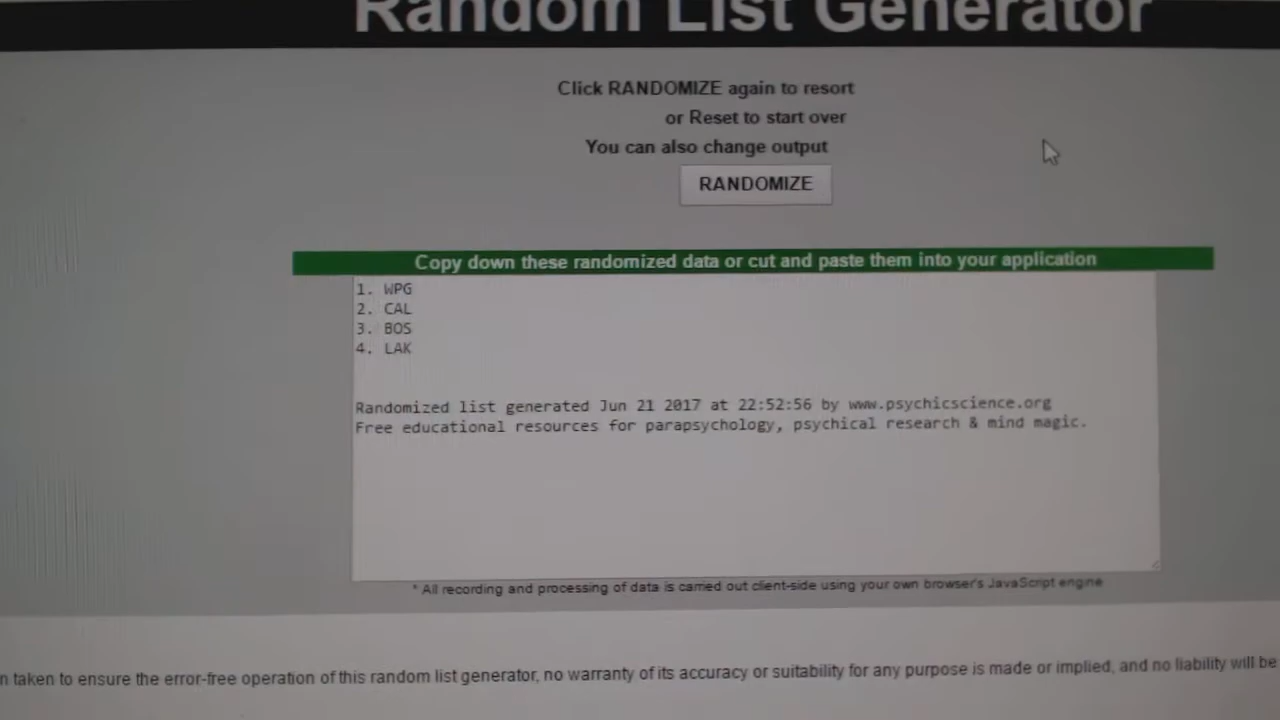 Random List Generator
Click RANDOMIZE again to resort
or Reset to start over
You can also change output
RANDOMIZE
Copy down these randomized data or cut and paste them into your application
1. WPG
2. CAL
3. BOS
4. LAK
Randomized list generated Jun 21 2017 at 22:52:56 by www.psychicscience.org
Free educational resources for parapsychology, psychical research & mind magic.
* All recording and processing of data is carried out client-side using your own browser's JavaScript engine
n taken to ensure the error-free operation of this random list generator, no warranty of its accuracy or suitability for any purpose is made or implied, and no liability will be